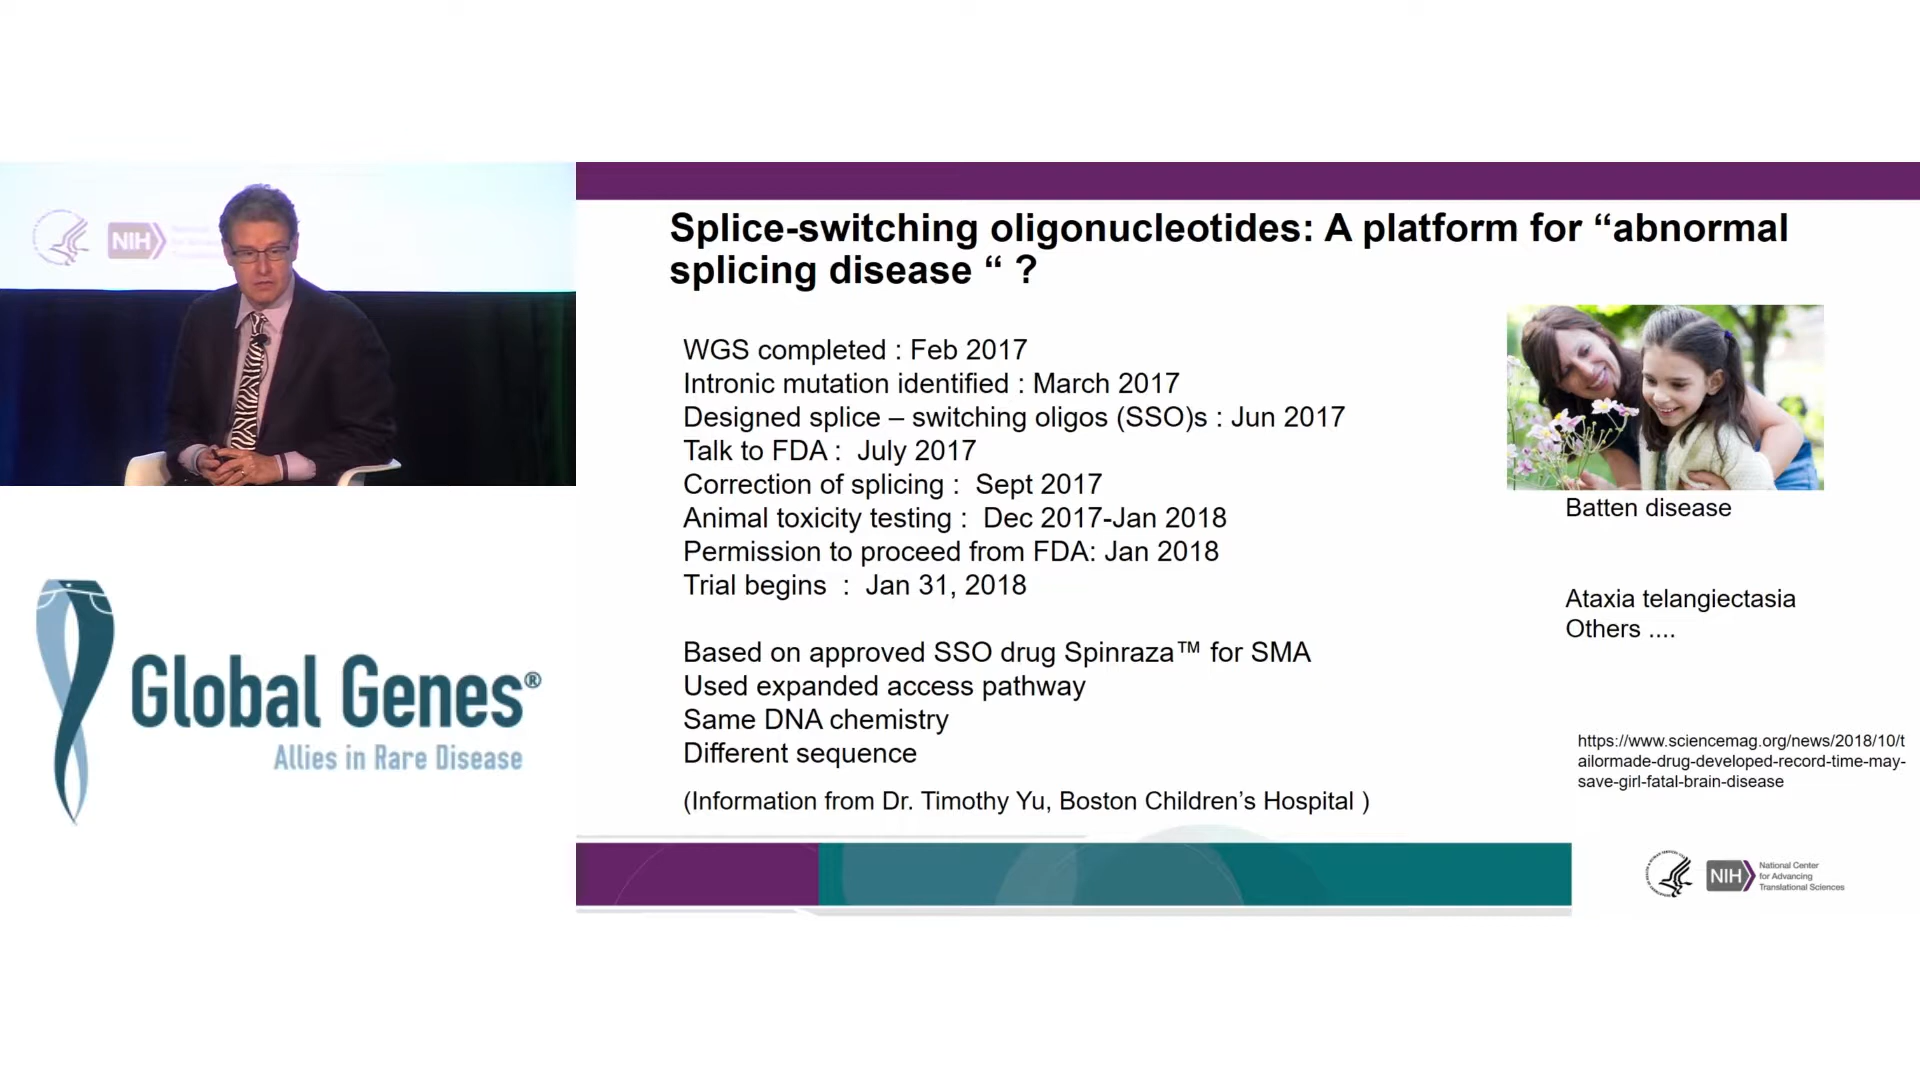 NIH
Splice-switching oligonucleotides: A platform for “abnormal
splicing disease “ ?
WGS completed : Feb 2017
Intronic mutation identified : March 2017
Designed splice – switching oligos (SSO)s : Jun 2017
Talk to FDA : July 2017
Correction of splicing : Sept 2017
Animal toxicity testing : Dec 2017-Jan 2018
Permission to proceed from FDA: Jan 2018
Trial begins : Jan 31, 2018
Based on approved SSO drug Spinraza™ for SMA
Used expanded access pathway
Same DNA chemistry
Different sequence
(Information from Dr. Timothy Yu, Boston Children’s Hospital )
Batten disease
Ataxia telangiectasia
Others ....
https://www.sciencemag.org/news/2018/10/t
ailormade-drug-developed-record-time-may-
save-girl-fatal-brain-disease
Global Genes®
Allies in Rare Disease
NIH
National Center
for Advancing
Translational Sciences